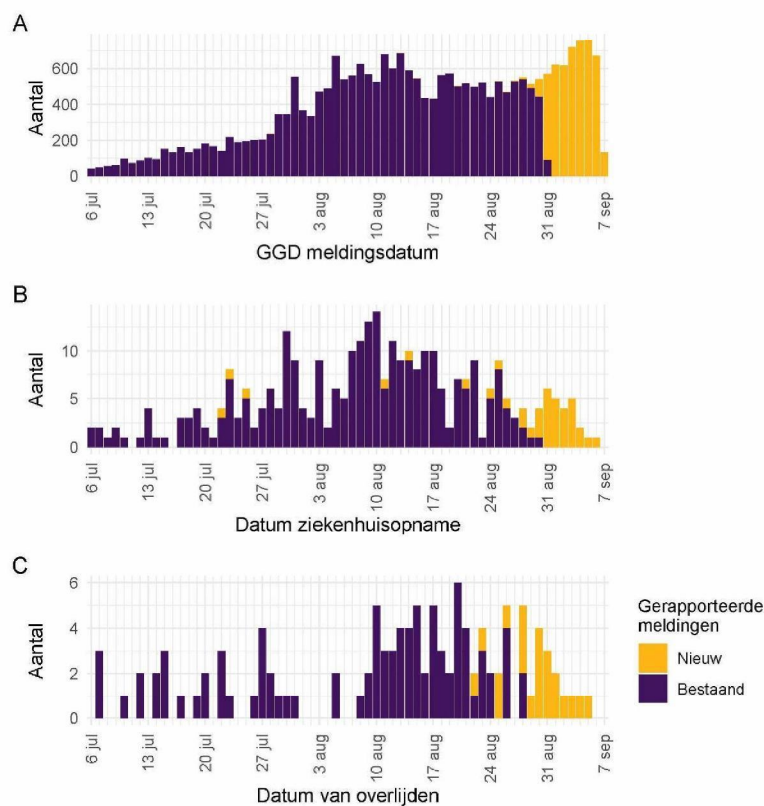 A
Aantal
600
400
200
0
6 jul
13 jul
20 jul
27 jul
3 aug
10 aug
17 aug
24 aug
31 aug
7 sep
GGD meldingsdatum
B
Aantal
10
5
0
6 jul
13 jul
20 jul
27 jul
3 aug
10 aug
17 aug
24 aug
31 aug
7 sep
Datum ziekenhuisopname
C
Aantal
6
4
2
0
6 jul
13 jul
20 jul
27 jul
3 aug
10 aug
17 aug
24 aug
31 aug
7 sep
Datum van overlijden
Gerapporteerde
meldingen
Nieuw
Bestaand